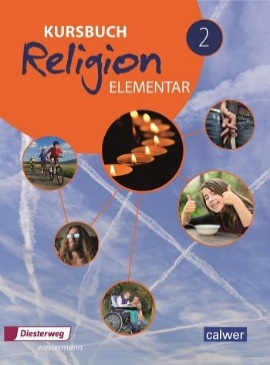 KURSBUCH
Religion
ELEMENTAR
2
Diesterweg
westermann
calwer